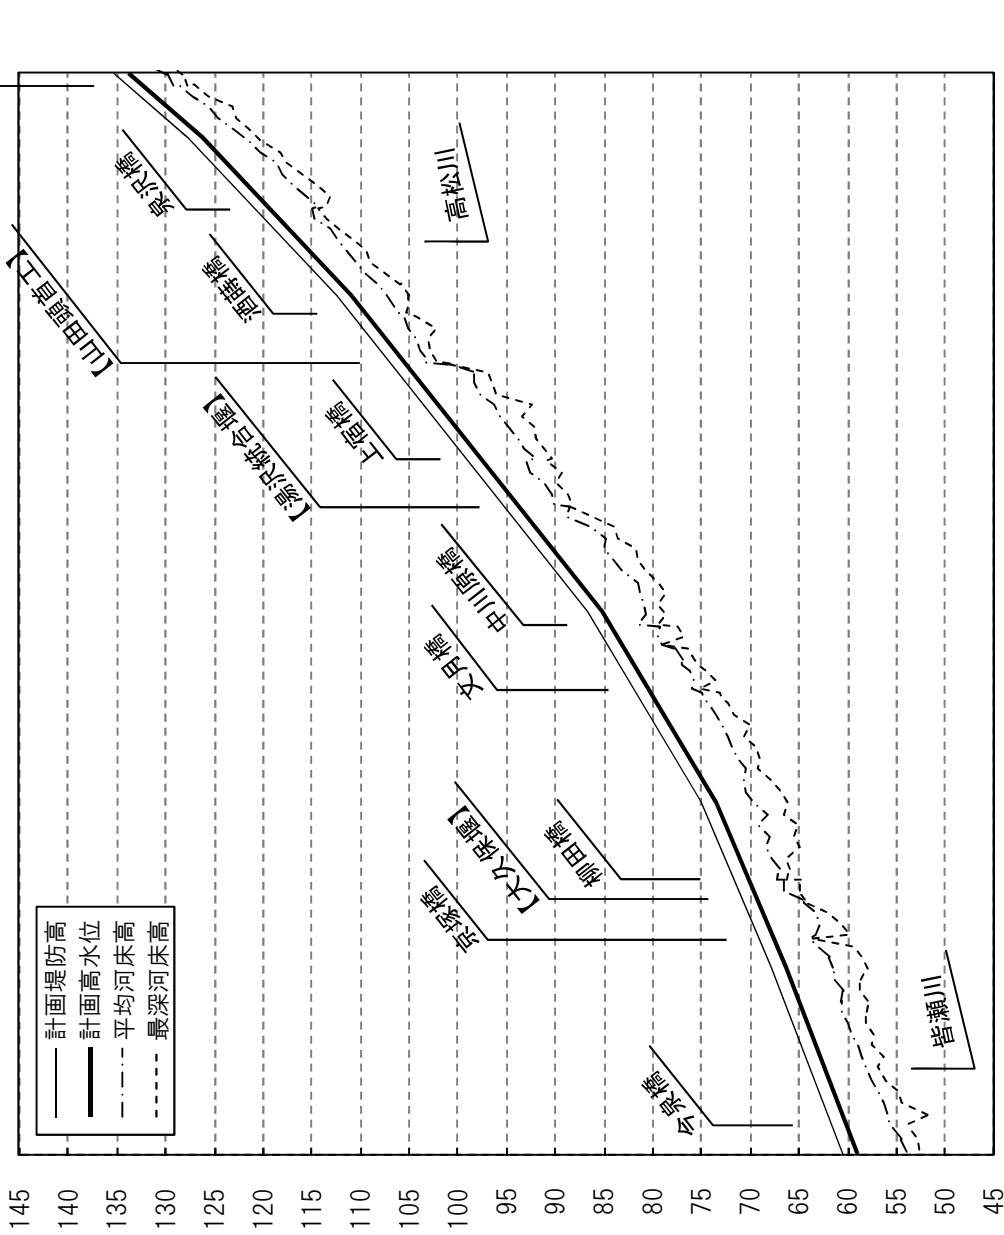 計画堤防高
計画高水位
平均河床高
最深河床高
145
140
135
130
125
120
115
110
105
100
95
90
85
80
75
70
65
60
55
50
45
今泉橋
皆瀬川
京塚橋
【大久保堰】
柳田橋
文月橋
中川原橋
【湯沢統合堰】
上宿橋
【山田頭首工】
酒蒔橋
泉沢橋
高松川